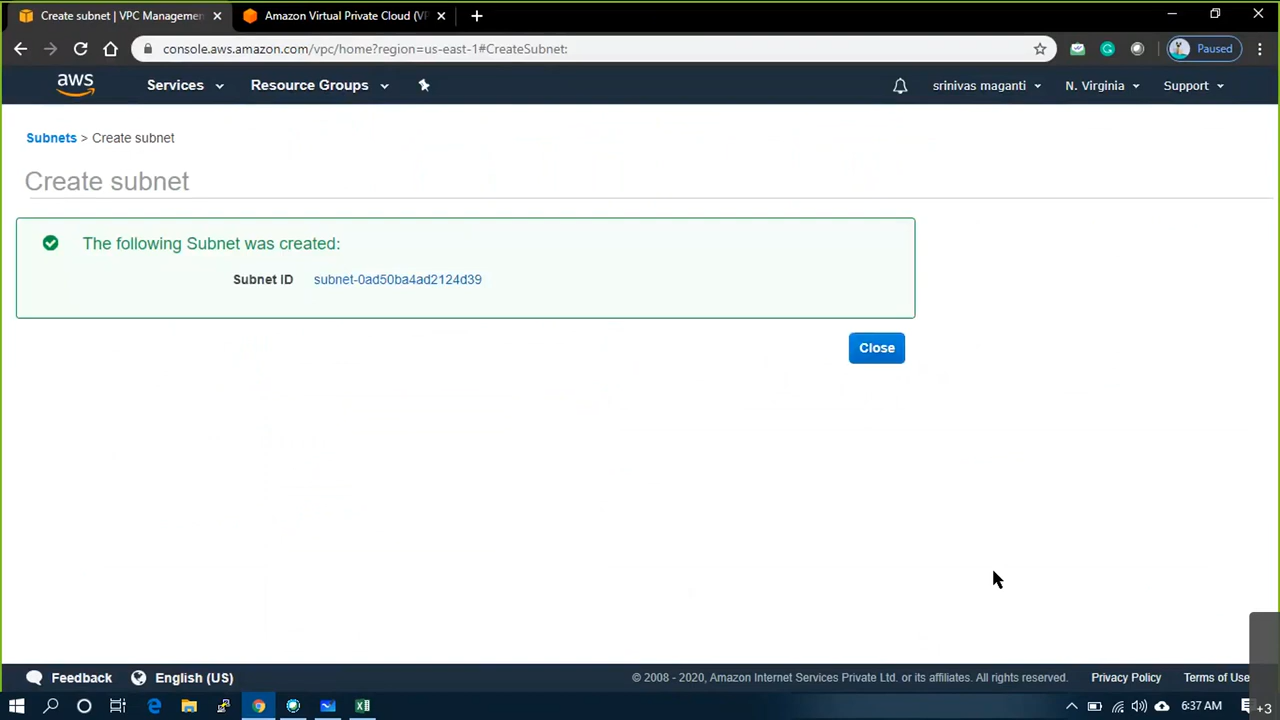 Create subnet | VPC Managemen
Amazon Virtual Private Cloud (VP
console.aws.amazon.com/vpc/home?region=us-east-1#CreateSubnet:
Paused
aws
Services
Resource Groups
srinivas maganti
N. Virginia
Support
Subnets > Create subnet
Create subnet
The following Subnet was created:
Subnet ID
subnet-0ad50ba4ad2124d39
Close
Feedback
English (US)
© 2008 - 2020, Amazon Internet Services Private Ltd. or its affiliates. All rights reserved.
Privacy Policy
Terms of Use
6:37 AM
+3